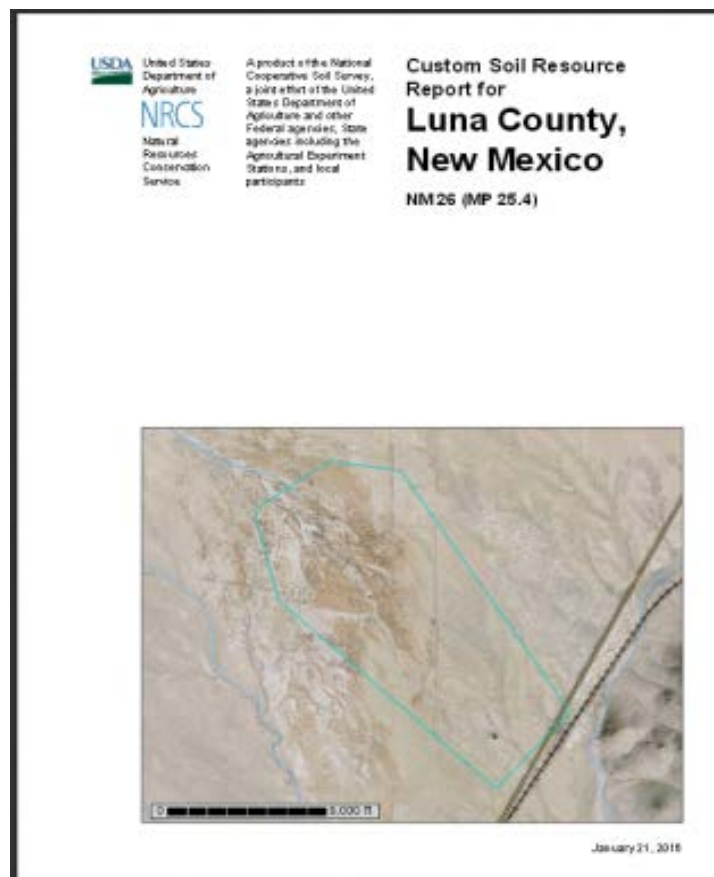 USDA
United States
Department of
Agriculture
NRCS
Natural
Resources
Conservation
Service
A product of the National
Cooperative Soil Survey,
a joint effort of the United
States Department of
Agriculture and other
Federal agencies, State
agencies including the
Agricultural Experiment
Stations, and local
participants
Custom Soil Resource
Report for
Luna County,
New Mexico
NM 26 (MP 25.4)
0
ft
January 21,